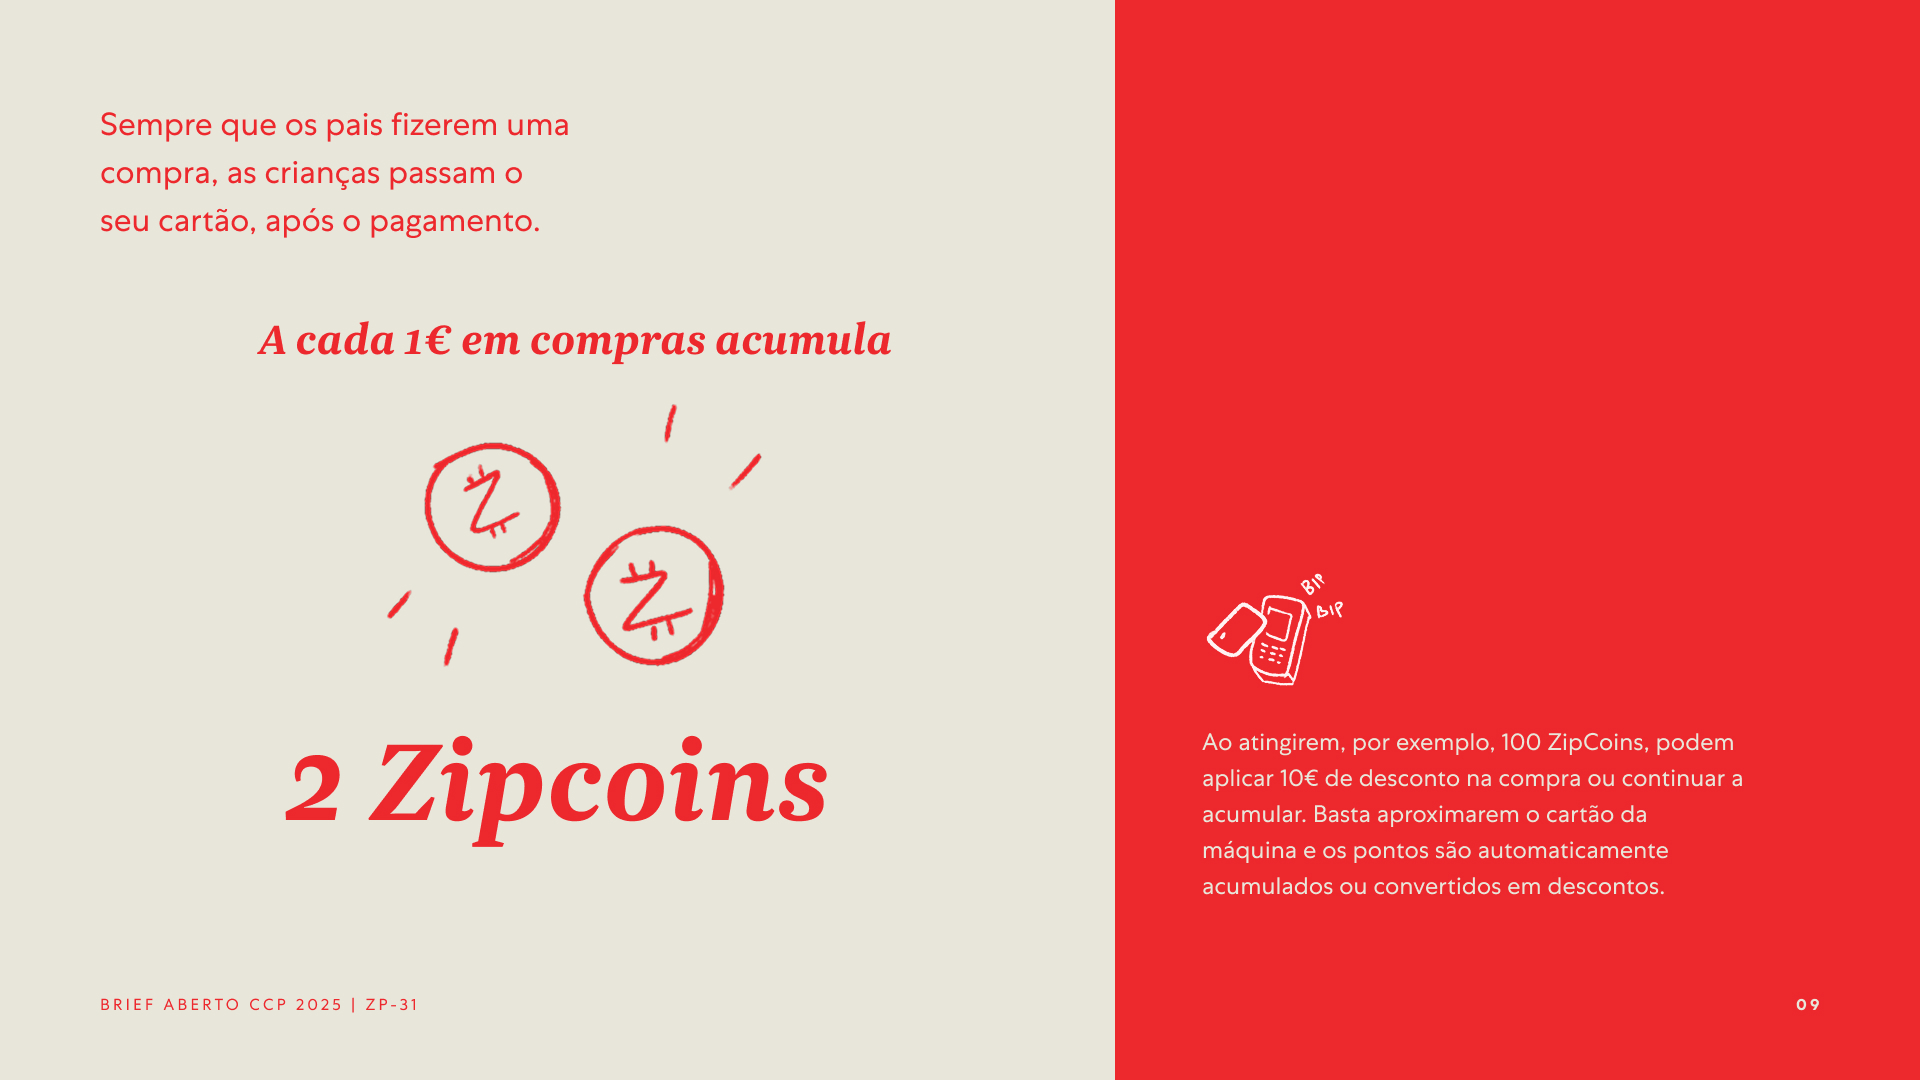 Sempre que os pais fizerem uma
compra, as crianças passam o
seu cartão, após o pagamento.
A cada 1€ em compras acumula
Z
Z
2 Zipcoins
BIP
BIP
Ao atingirem, por exemplo, 100 ZipCoins, podem
aplicar 10€ de desconto na compra ou continuar a
acumular. Basta aproximarem o cartão da
máquina e os pontos são automaticamente
acumulados ou convertidos em descontos.
BRIEF ABERTO CCP 2025 | ZP-31
09